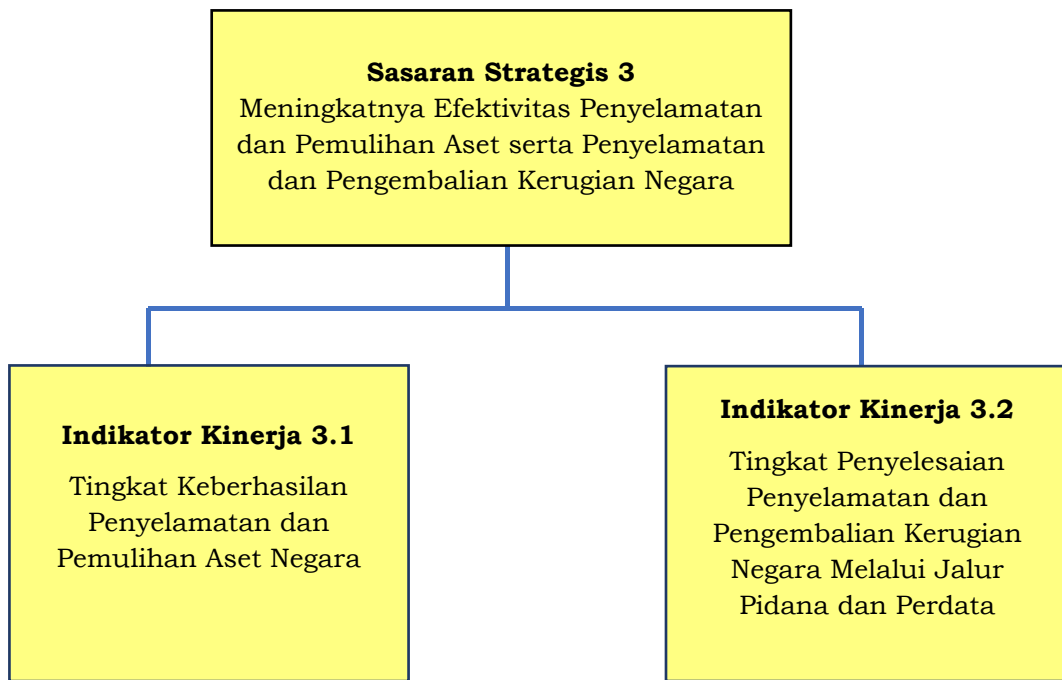 Sasaran Strategis 3
Meningkatnya Efektivitas Penyelamatan
dan Pemulihan Aset serta Penyelamatan
dan Pengembalian Kerugian Negara
Indikator Kinerja 3.1
Tingkat Keberhasilan
Penyelamatan dan
Pemulihan Aset Negara
Indikator Kinerja 3.2
Tingkat Penyelesaian
Penyelamatan dan
Pengembalian Kerugian
Negara Melalui Jalur
Pidana dan Perdata